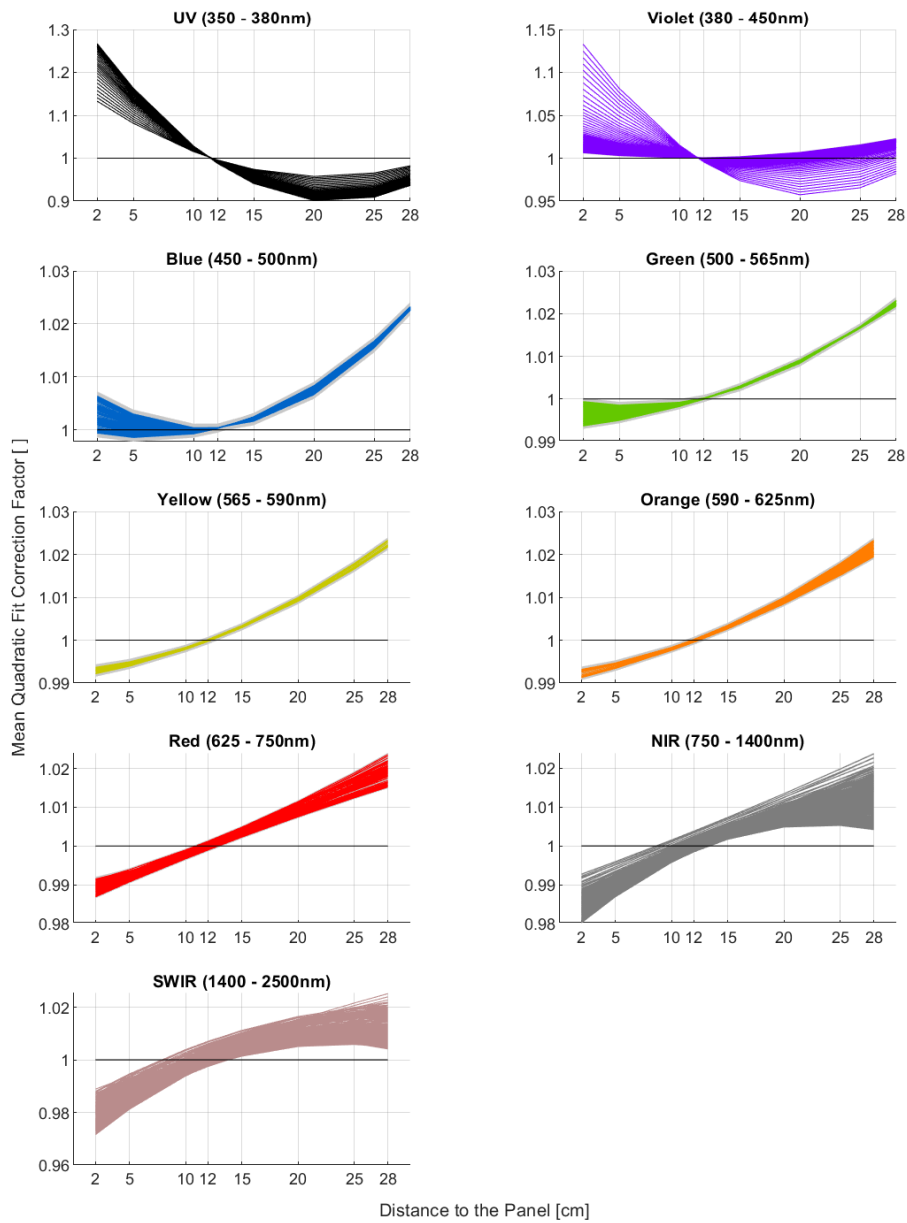 UV (350 - 380nm)
1.3
1.2
1.1
1
0.9
2 5 10 12 15 20 25 28
Violet (380 - 450nm)
1.15
1.1
1.05
1
0.95
2 5 10 12 15 20 25 28
Blue (450 - 500nm)
1.03
1.02
1.01
1
2 5 10 12 15 20 25 28
Green (500 - 565nm)
1.03
1.02
1.01
1
0.99
2 5 10 12 15 20 25 28
Mean Quadratic Fit Correction Factor [ ]
Yellow (565 - 590nm)
1.03
1.02
1.01
1
0.99
2 5 10 12 15 20 25 28
Orange (590 - 625nm)
1.03
1.02
1.01
1
0.99
2 5 10 12 15 20 25 28
Red (625 - 750nm)
1.02
1.01
1
0.99
0.98
2 5 10 12 15 20 25 28
NIR (750 - 1400nm)
1.02
1.01
1
0.99
0.98
2 5 10 12 15 20 25 28
SWIR (1400 - 2500nm)
1.02
1
0.98
0.96
2 5 10 12 15 20 25 28
Distance to the Panel [cm]